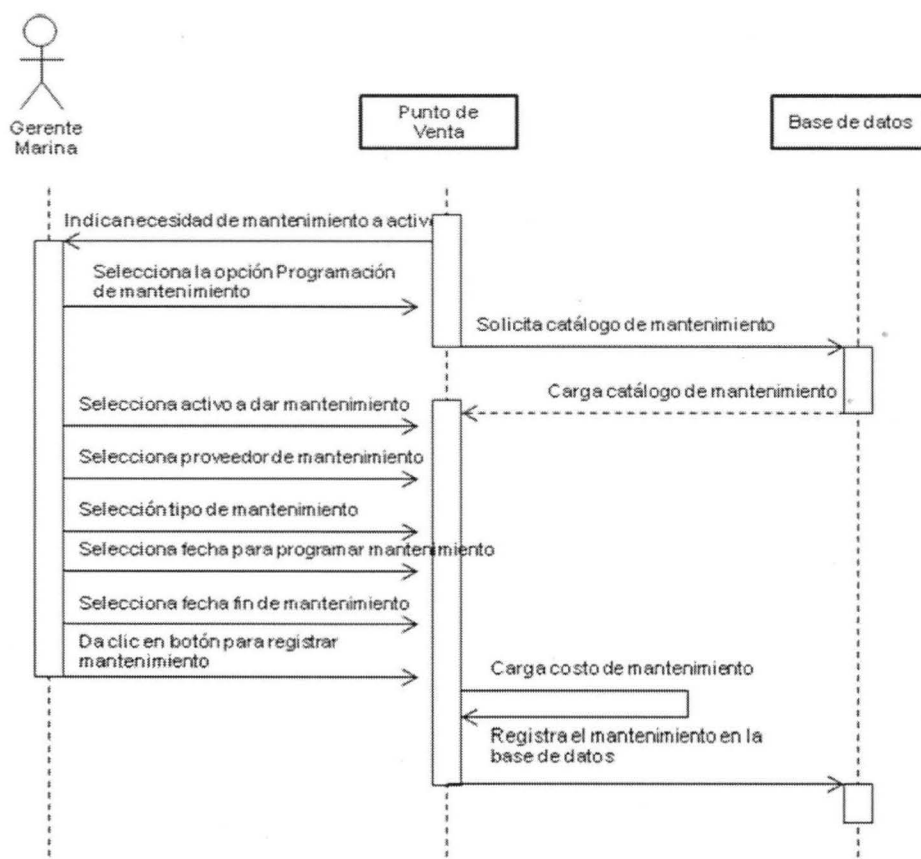 Gerente
Marina
Punto de
Venta
Base de datos
Indica necesidad de mantenimiento a activo
Selecciona la opción Programación
de mantenimiento
Solicita catálogo de mantenimiento
Carga catálogo de mantenimiento
Selecciona activo a dar mantenimiento
Selecciona proveedor de mantenimiento
Selección tipo de mantenimiento
Selecciona fecha para programar mantenimiento
Selecciona fecha fin de mantenimiento
Da clic en botón para registrar
mantenimiento
Carga costo de mantenimiento
Registra el mantenimiento en la
base de datos